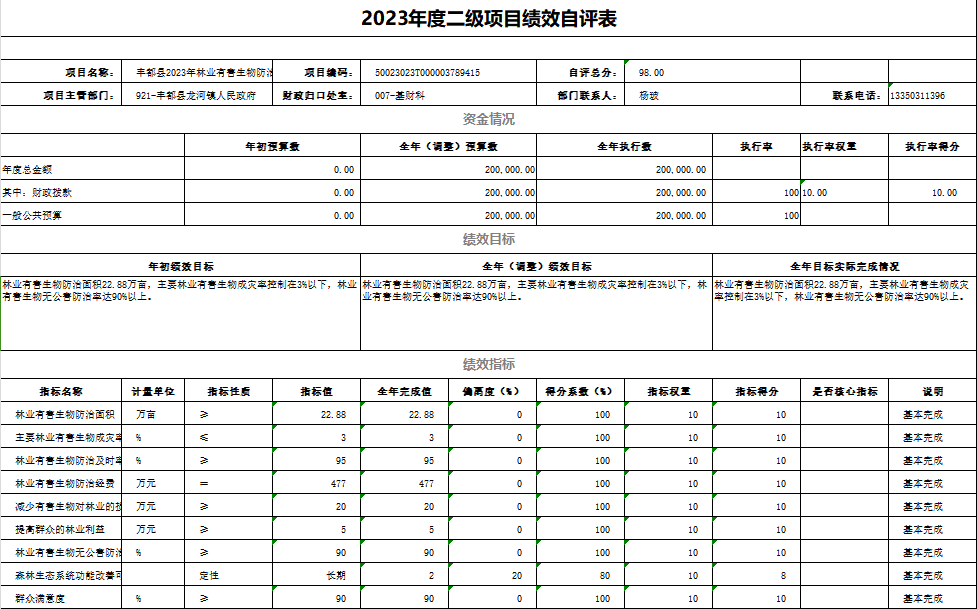 2023年度二级项目绩效自评表
项目名称： 丰都县2023年林业有害生物防治 项目编码： 50023023T000003789415 自评总分： 98.00
项目主管部门： 921-丰都县龙河镇人民政府 财政归口处室： 007-基财科 部门联系人： 杨玻 联系电话： 13350311396
资金情况
年初预算数 全年（调整）预算数 全年执行数 执行率 执行率权重 执行率得分
年度总金额 0.00 200,000.00 200,000.00
其中：财政拨款 0.00 200,000.00 200,000.00 100 10.00 10.00
一般公共预算 0.00 200,000.00 200,000.00 100
绩效目标
年初绩效目标 全年（调整）绩效目标 全年目标实际完成情况
林业有害生物防治面积22.88万亩，主要林业有害生物成灾率控制在3%以下，林业有害生物无公害防治率达90%以上。 林业有害生物防治面积22.88万亩，主要林业有害生物成灾率控制在3%以下，林业有害生物无公害防治率达90%以上。 林业有害生物防治面积22.88万亩，主要林业有害生物成灾率控制在3%以下，林业有害生物无公害防治率达90%以上。
绩效指标
指标名称 计量单位 指标性质 指标值 全年完成值 偏离度（%） 得分系数（%） 指标权重 指标得分 是否核心指标 说明
林业有害生物防治面积 万亩 ≥ 22.88 22.88 0 100 10 10 基本完成
主要林业有害生物成灾率 % ≤ 3 3 0 100 10 10 基本完成
林业有害生物防治及时率 % ≥ 95 95 0 100 10 10 基本完成
林业有害生物防治经费 万元 ＝ 477 477 0 100 10 10 基本完成
减少有害生物对林业的损 万元 ≥ 20 20 0 100 10 10 基本完成
提高群众的林业利益 万元 ≥ 5 5 0 100 10 10 基本完成
林业有害生物无公害防治 % ≥ 90 90 0 100 10 10 基本完成
森林生态系统功能改善可 定性 长期 2 20 80 10 8 基本完成
群众满意度 % ≥ 90 90 0 100 10 10 基本完成